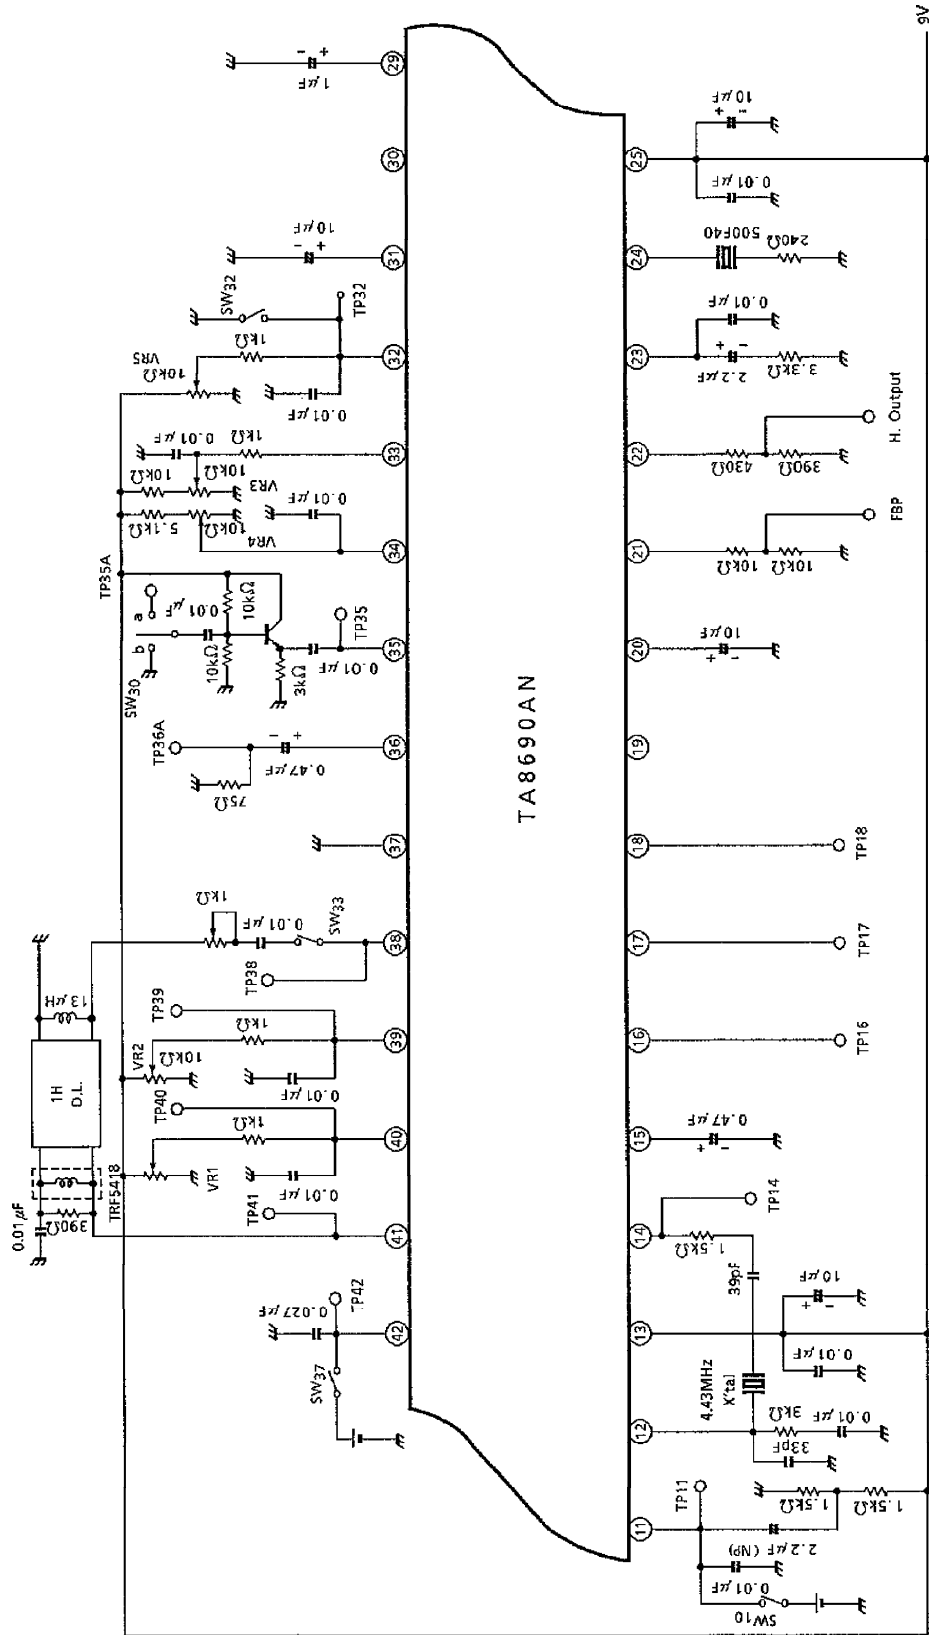 9V
29
1µF
+
-
30
31
10µF
+
-
SW32
TP32
32
1kΩ
VR5
10kΩ
0.01µF
33
1kΩ
0.01µF
10kΩ
10kΩ
VR3
34
0.01µF
5.1kΩ
10kΩ
VR4
TP35A
a
b
SW30
0.01µF
10kΩ
10kΩ
3kΩ
0.01µF
TP35
35
TP36A
75Ω
0.47µF
+
-
36
37
1kΩ
0.01µF
SW33
TP38
38
13µH
1H
D.L.
TRF5418
390Ω
0.01µF
TP39
39
1kΩ
VR2
10kΩ
0.01µF
TP40
40
1kΩ
VR1
0.01µF
TP41
41
TP42
42
0.027µF
SW37
TA8690AN
25
0.01µF
10µF
+
-
24
500F40
240Ω
23
0.01µF
2.2µF
+
-
3.3kΩ
22
430Ω
390Ω
H. Output
21
10kΩ
10kΩ
FBP
20
10µF
+
-
19
18
TP18
17
TP17
16
TP16
15
0.47µF
+
-
14
TP14
1.5kΩ
39pF
4.43MHz
X'tal
13
10µF
+
-
0.01µF
12
3kΩ
0.01µF
33pF
11
TP11
1.5kΩ
1.5kΩ
2.2µF (NP)
0.01µF
SW10